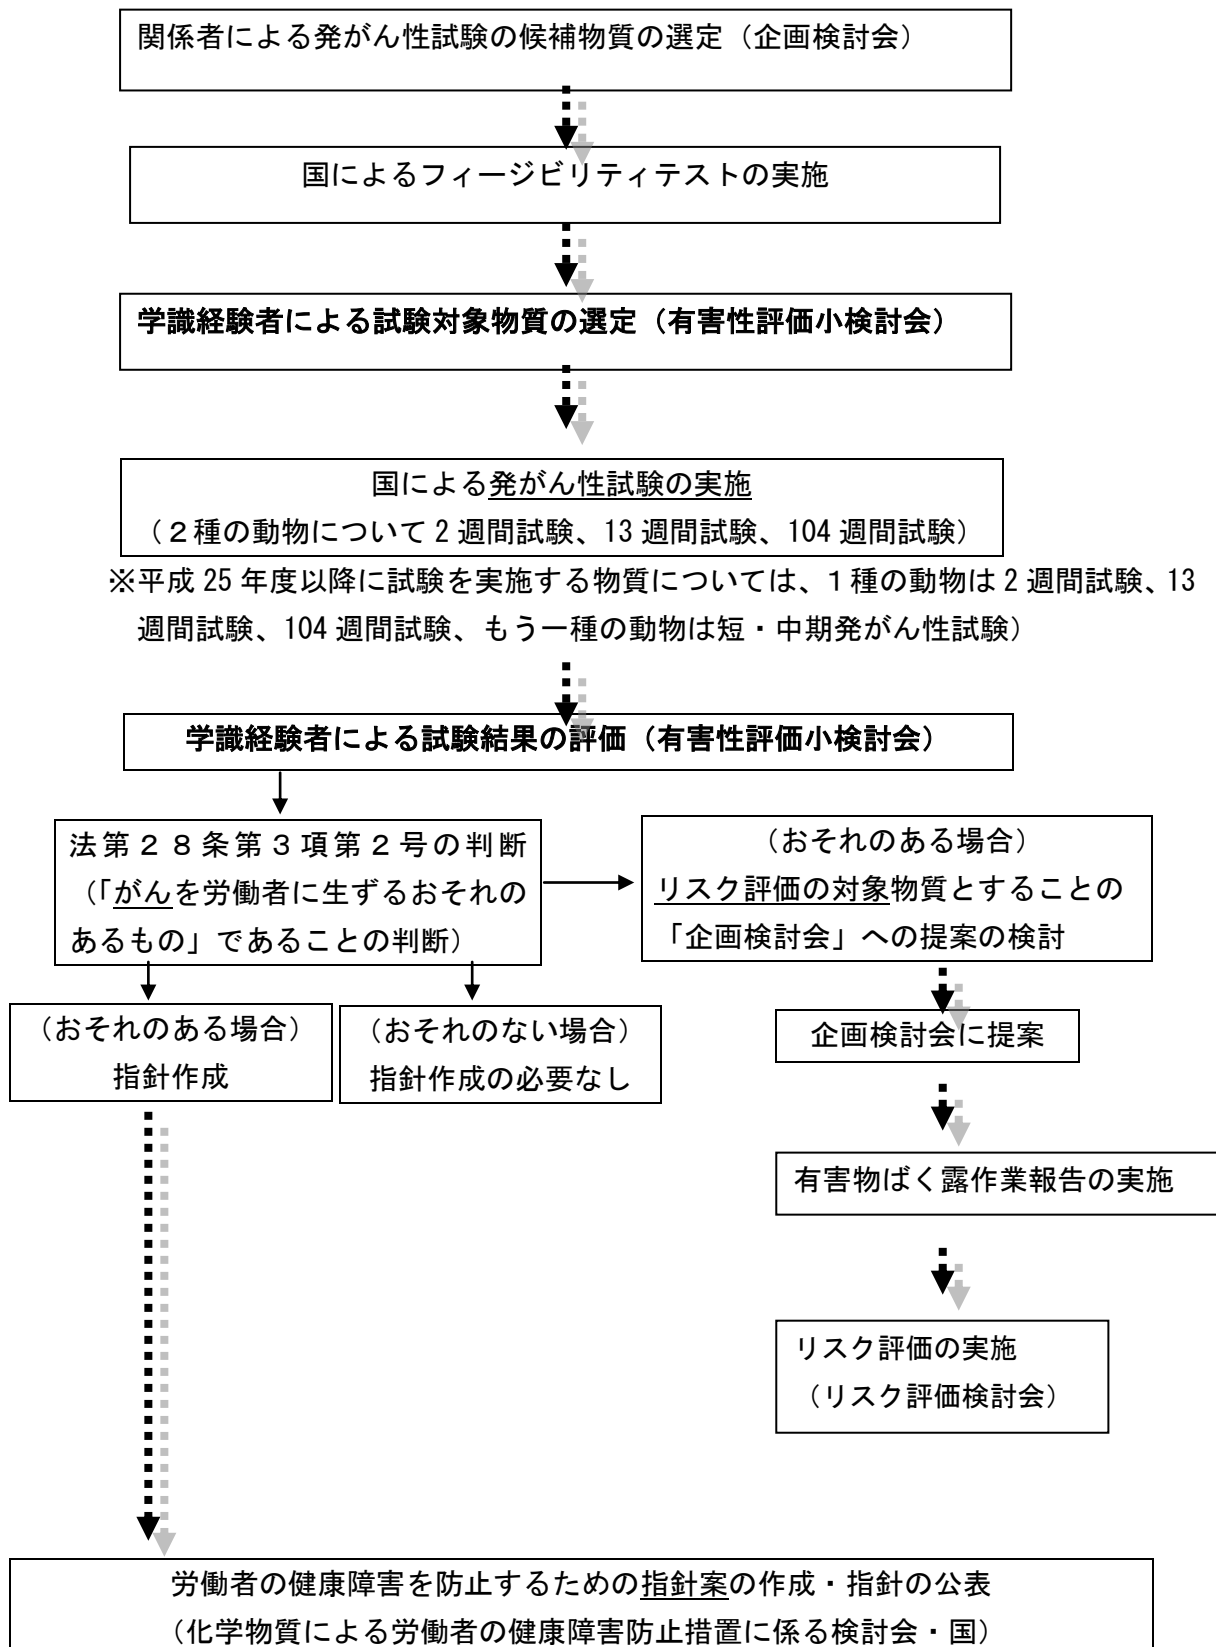 関係者による発がん性試験の候補物質の選定（企画検討会）
国によるフィージビリティテストの実施
学識経験者による試験対象物質の選定（有害性評価小検討会）
国による発がん性試験の実施
（２種の動物について 2 週間試験、13 週間試験、104 週間試験）
※平成 25 年度以降に試験を実施する物質については、１種の動物は 2 週間試験、13
週間試験、104 週間試験、もう一種の動物は短・中期発がん性試験）
学識経験者による試験結果の評価（有害性評価小検討会）
法第２８条第３項第２号の判断
（「がんを労働者に生ずるおそれの
あるもの」であることの判断）
（おそれのある場合）
リスク評価の対象物質とすることの
「企画検討会」への提案の検討
（おそれのある場合）
指針作成
（おそれのない場合）
指針作成の必要なし
企画検討会に提案
有害物ばく露作業報告の実施
リスク評価の実施
（リスク評価検討会）
労働者の健康障害を防止するための指針案の作成・指針の公表
（化学物質による労働者の健康障害防止措置に係る検討会・国）